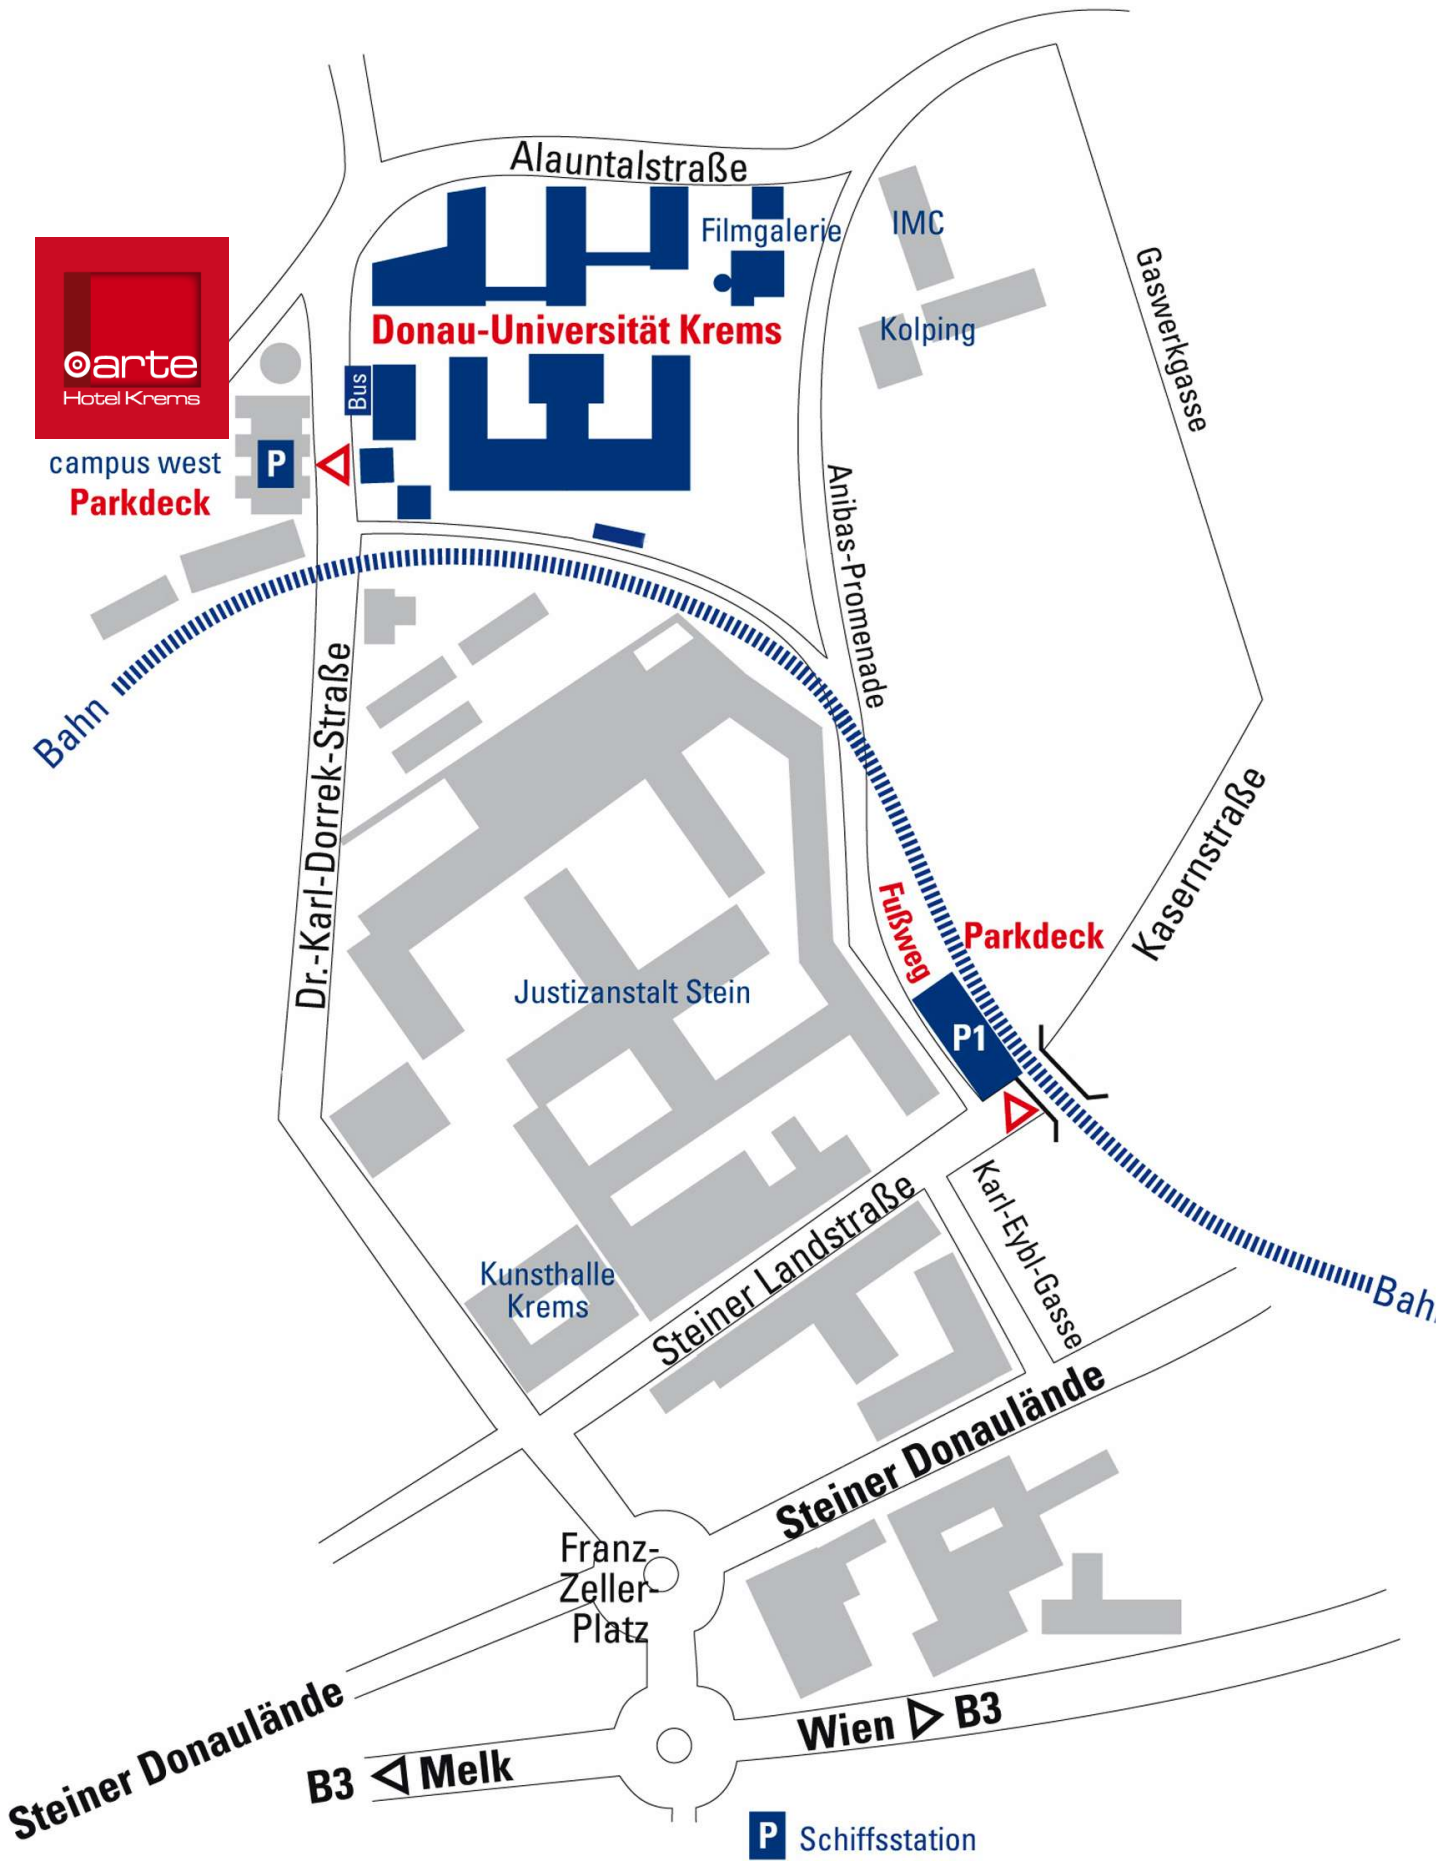 Alauntalstraße
Filmgalerie
IMC
Gaswerkgasse
arte
Hotel Krems
Donau-Universität Krems
Kolping
Bus
campus west
P
Parkdeck
Anibas-Promenade
Bahn
Dr.-Karl-Dorrek-Straße
Kasernstraße
Fußweg
Parkdeck
P1
Justizanstalt Stein
Karl-Eybl-Gasse
Steiner Landstraße
Kunsthalle
Krems
Bah
Steiner Donaulände
Franz-
Zeller-
Platz
Steiner Donaulände
B3 Melk
Wien B3
P Schiffsstation